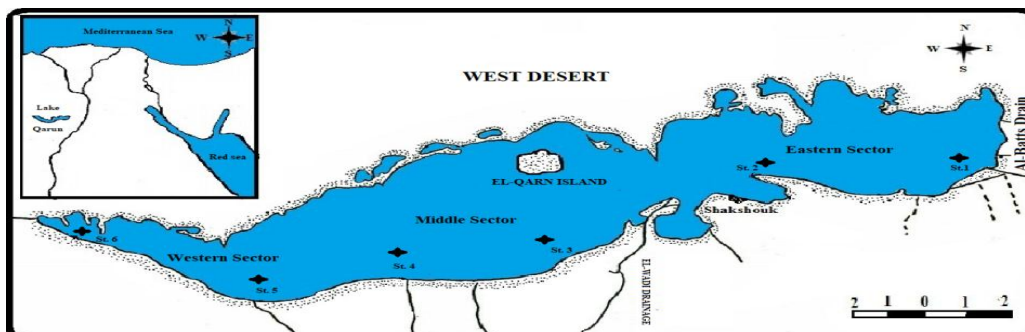 Mediterranean Sea
N
W E
S
Lake
Qarun
Red sea
WEST DESERT
N
W E
S
Al Batts Drain
Eastern Sector
St. 2
St.1
EL-QARN ISLAND
Shakshouk
Middle Sector
St. 3
St. 4
Western Sector
St. 5
St. 6
EL-WADI DRAINAGE
2 1 0 1 2